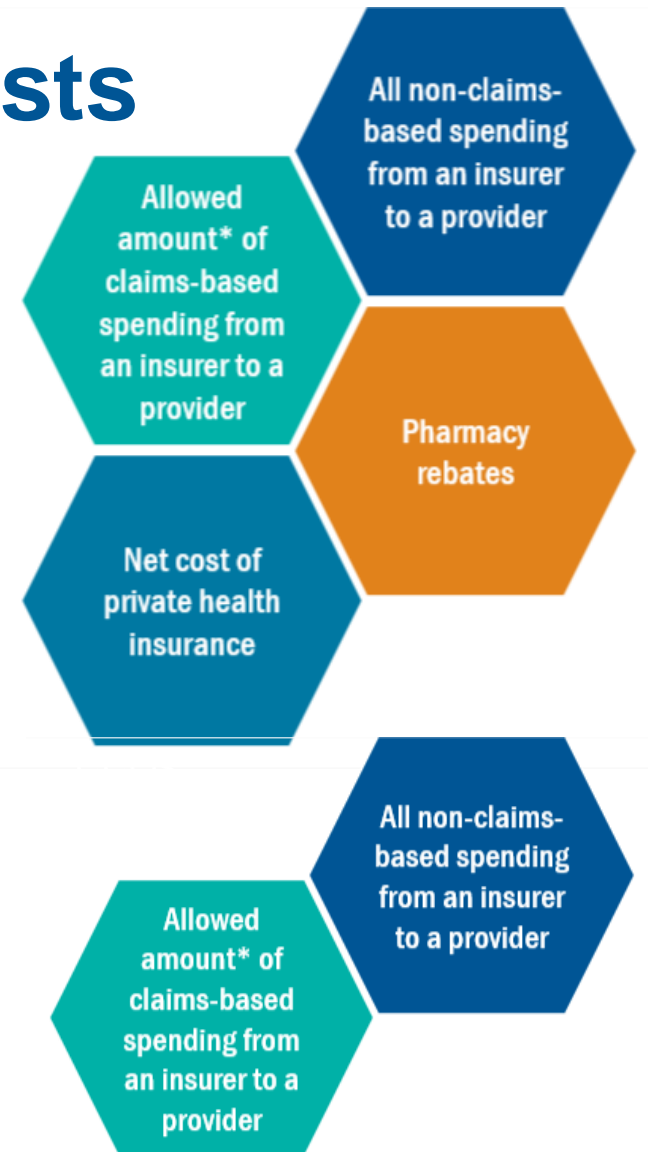 sts
All non-claims-
based spending
from an insurer
to a provider
Allowed
amount* of
claims-based
spending from
an insurer to a
provider
Pharmacy
rebates
Net cost of
private health
insurance
All non-claims-
based spending
from an insurer
to a provider
Allowed
amount* of
claims-based
spending from
an insurer to a
provider